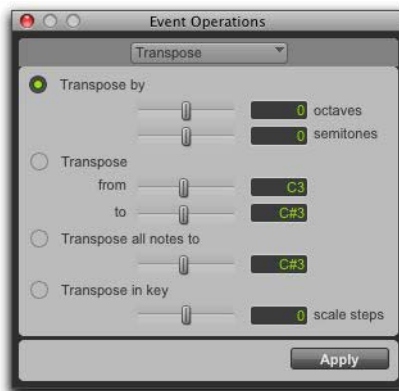 Event Operations
Transpose
Transpose by
0 octaves
0 semitones
Transpose
from C3
to C#3
Transpose all notes to
C#3
Transpose in key
0 scale steps
Apply